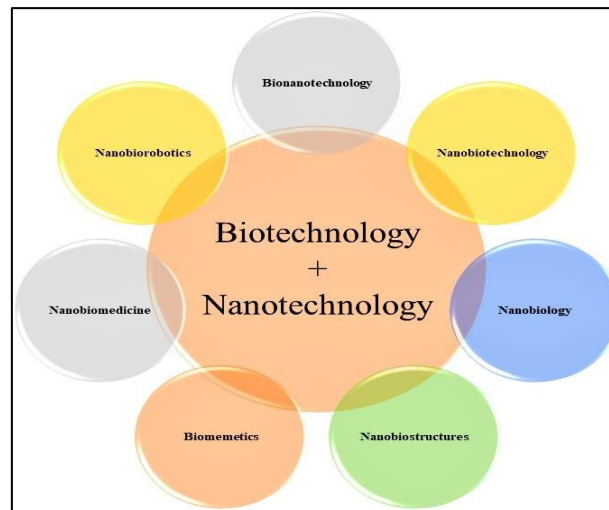 Bionanotechnology
Nanobiorobotics
Nanobiotechnology
Biotechnology
+
Nanotechnology
Nanobiomedicine
Nanobiology
Biomemetics
Nanobiostructures